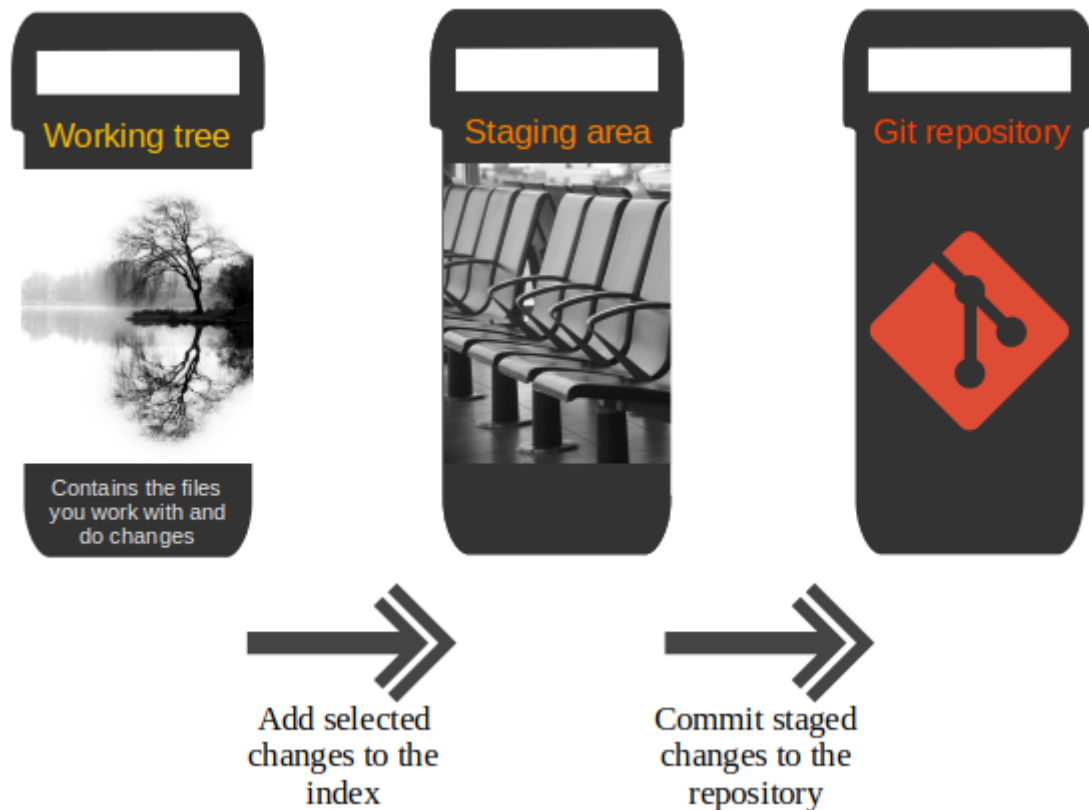 Working tree
Staging area
Git repository
Contains the files
you work with and
do changes
Add selected
changes to the
index
Commit staged
changes to the
repository